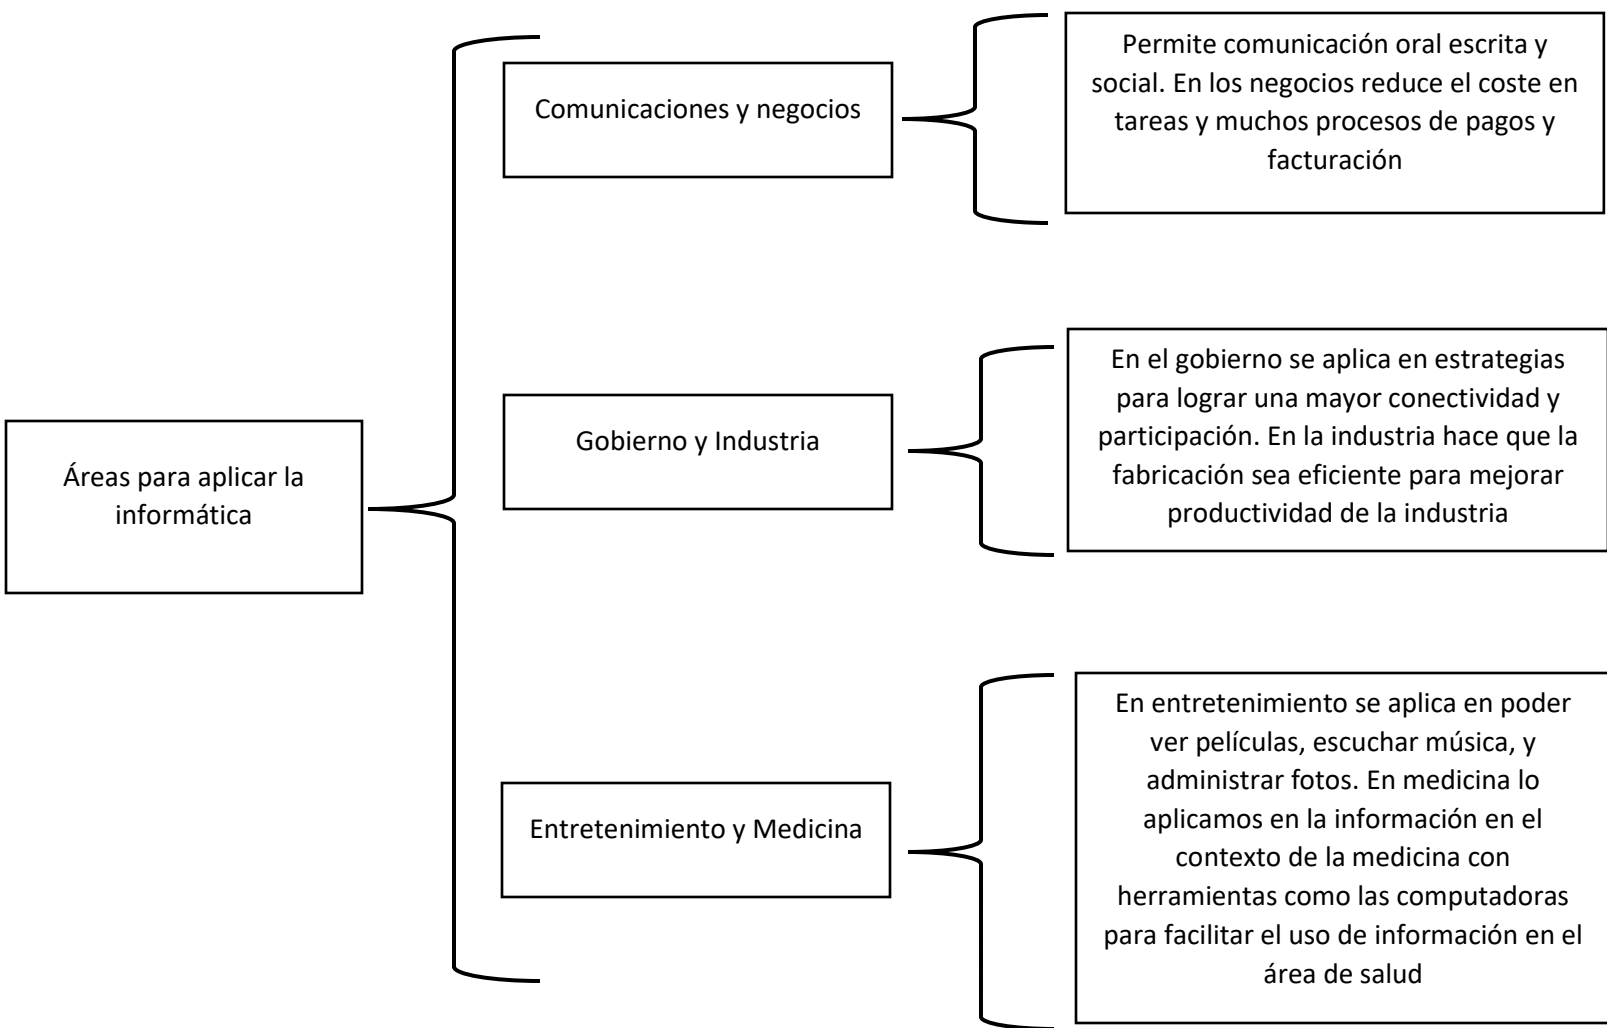 Áreas para aplicar la
informática
Comunicaciones y negocios
Permite comunicación oral escrita y
social. En los negocios reduce el coste en
tareas y muchos procesos de pagos y
facturación
Gobierno y Industria
En el gobierno se aplica en estrategias
para lograr una mayor conectividad y
participación. En la industria hace que la
fabricación sea eficiente para mejorar
productividad de la industria
Entretenimiento y Medicina
En entretenimiento se aplica en poder
ver películas, escuchar música, y
administrar fotos. En medicina lo
aplicamos en la información en el
contexto de la medicina con
herramientas como las computadoras
para facilitar el uso de información en el
área de salud